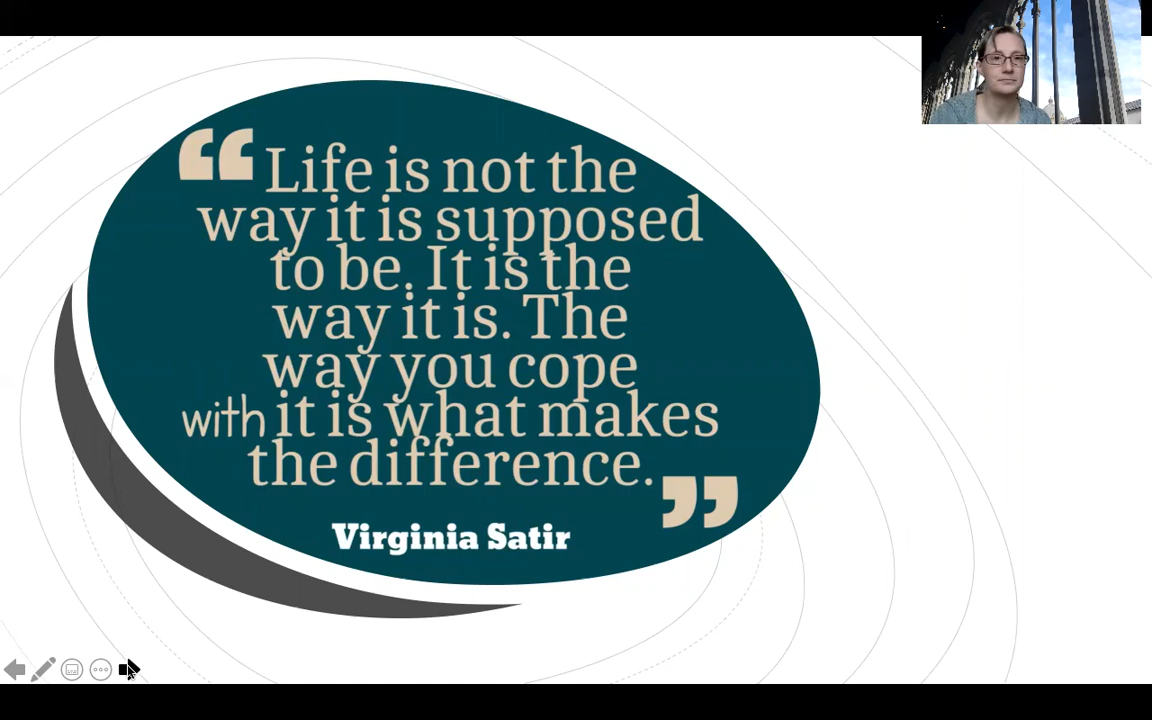 “Life is not the
way it is supposed
to be. It is the
way it is. The
way you cope
with it is what makes
the difference.”
Virginia Satir